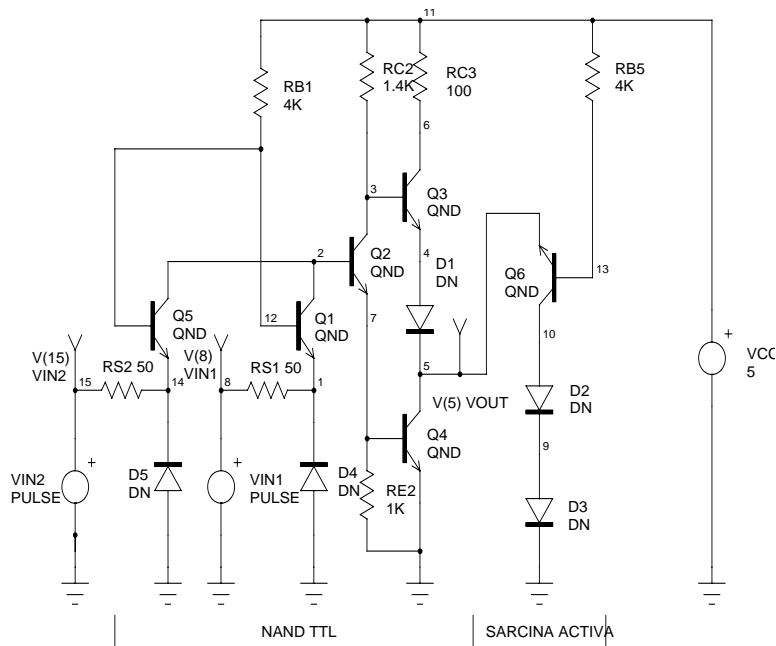 11
RB1
4K
RC2
1.4K
RC3
100
RB5
4K
6
3
Q3
QND
2
Q2
QND
4
D1
DN
Q6
QND
13
Q5
QND
12
Q1
QND
7
10
V(15)
VIN2
RS2 50
V(8)
VIN1
RS1 50
15
14
8
1
5
V(5) VOUT
+
VCC
5
D2
DN
Q4
QND
9
+
VIN2
PULSE
D5
DN
+
VIN1
PULSE
D4
DN
RE2
1K
D3
DN
NAND TTL
SARCINA ACTIVA